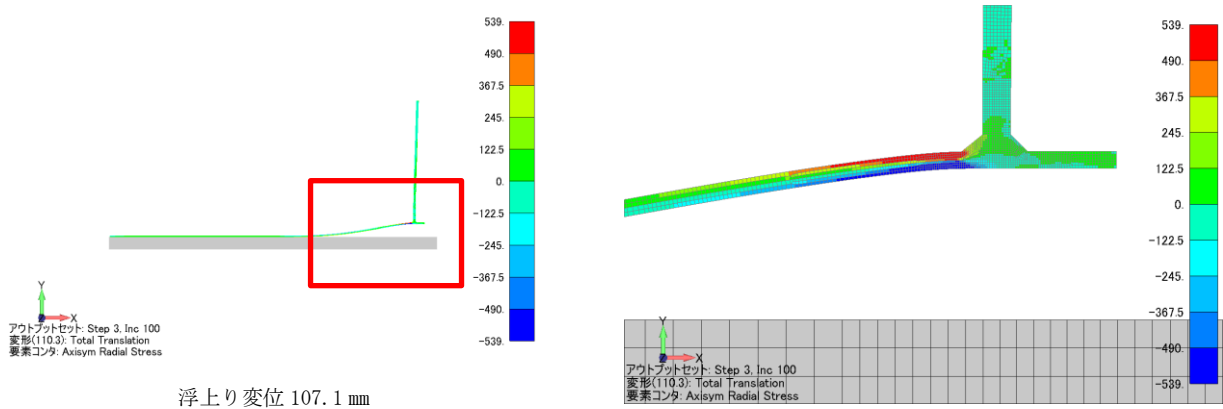 539.
490.
367.5
245.
122.5
0.
-122.5
-245.
-367.5
-490.
-539.
Y
Z X
アウトプットセット: Step 3, Inc 100
変形(110.3): Total Translation
要素コンタ: Axisym Radial Stress
浮上り変位 107.1 mm
539.
490.
367.5
245.
122.5
0.
-122.5
-245.
-367.5
-490.
-539.
Y
Z X
アウトプットセット: Step 3, Inc 100
変形(110.3): Total Translation
要素コンタ: Axisym Radial Stress